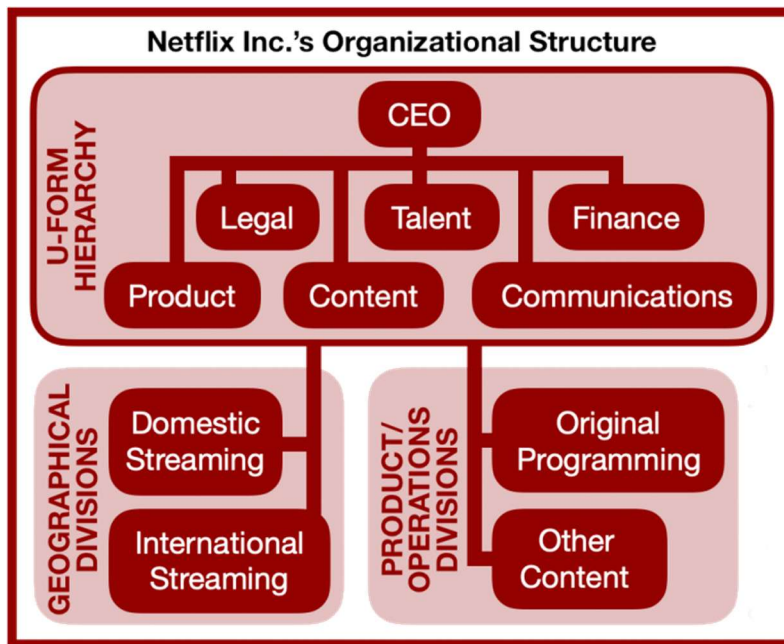 Netflix Inc.’s Organizational Structure
U-FORM
HIERARCHY
CEO
Legal
Talent
Finance
Product
Content
Communications
GEOGRAPHICAL
DIVISIONS
Domestic
Streaming
International
Streaming
PRODUCT/
OPERATIONS
DIVISIONS
Original
Programming
Other
Content